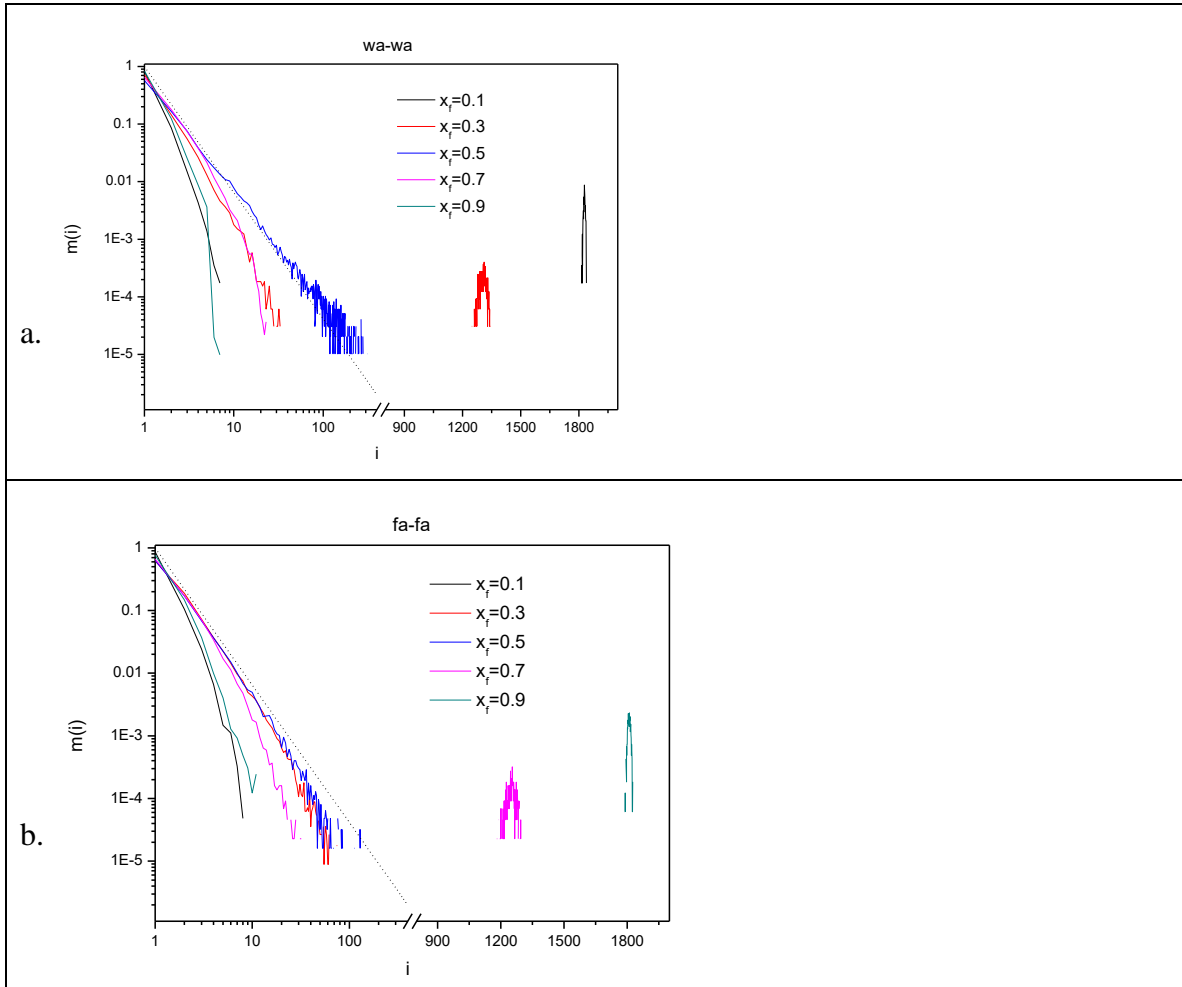 wa-wa
1
0.1
0.01
1E-3
1E-4
1E-5
m(i)
x_f=0.1
x_f=0.3
x_f=0.5
x_f=0.7
x_f=0.9
a.
1 10 100 900 1200 1500 1800
i
fa-fa
1
0.1
0.01
1E-3
1E-4
1E-5
m(i)
x_f=0.1
x_f=0.3
x_f=0.5
x_f=0.7
x_f=0.9
b.
1 10 100 900 1200 1500 1800
i